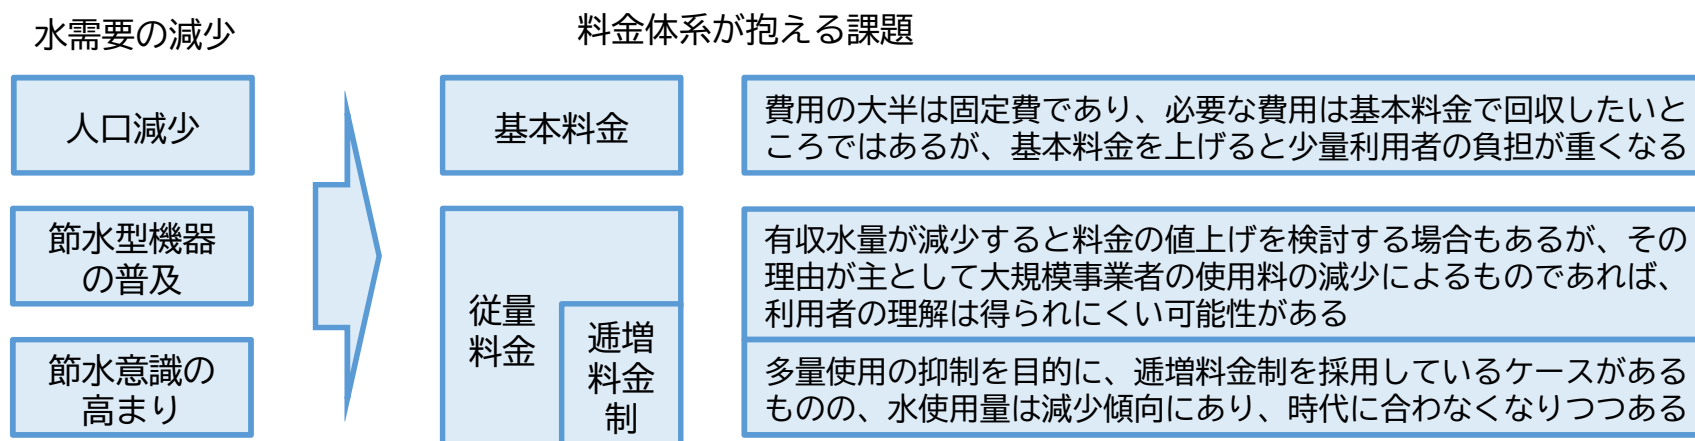 水需要の減少
料金体系が抱える課題
人口減少
節水型機器
の普及
節水意識の
高まり
基本料金
費用の大半は固定費であり、必要な費用は基本料金で回収したいと
ころではあるが、基本料金を上げると少量利用者の負担が重くなる
従量
料金
有収水量が減少すると料金の値上げを検討する場合もあるが、その
理由が主として大規模事業者の使用料の減少によるものであれば、
利用者の理解は得られにくい可能性がある
逓増
料金
制
多量使用の抑制を目的に、逓増料金制を採用しているケースがある
ものの、水使用量は減少傾向にあり、時代に合わなくなりつつある